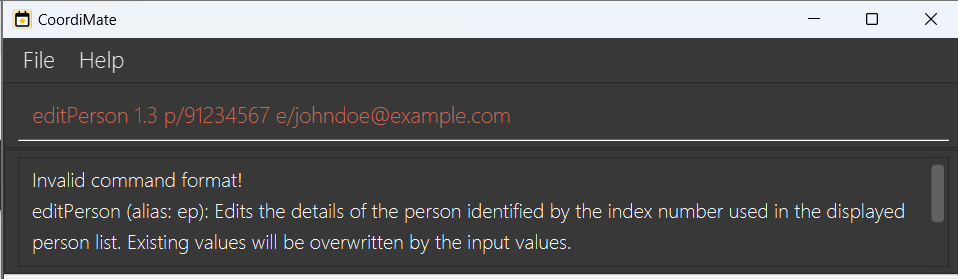 CoordiMate
File Help
editPerson 1.3 p/91234567 e/johndoe@example.com
Invalid command format!
editPerson (alias: ep): Edits the details of the person identified by the index number used in the displayed
person list. Existing values will be overwritten by the input values.